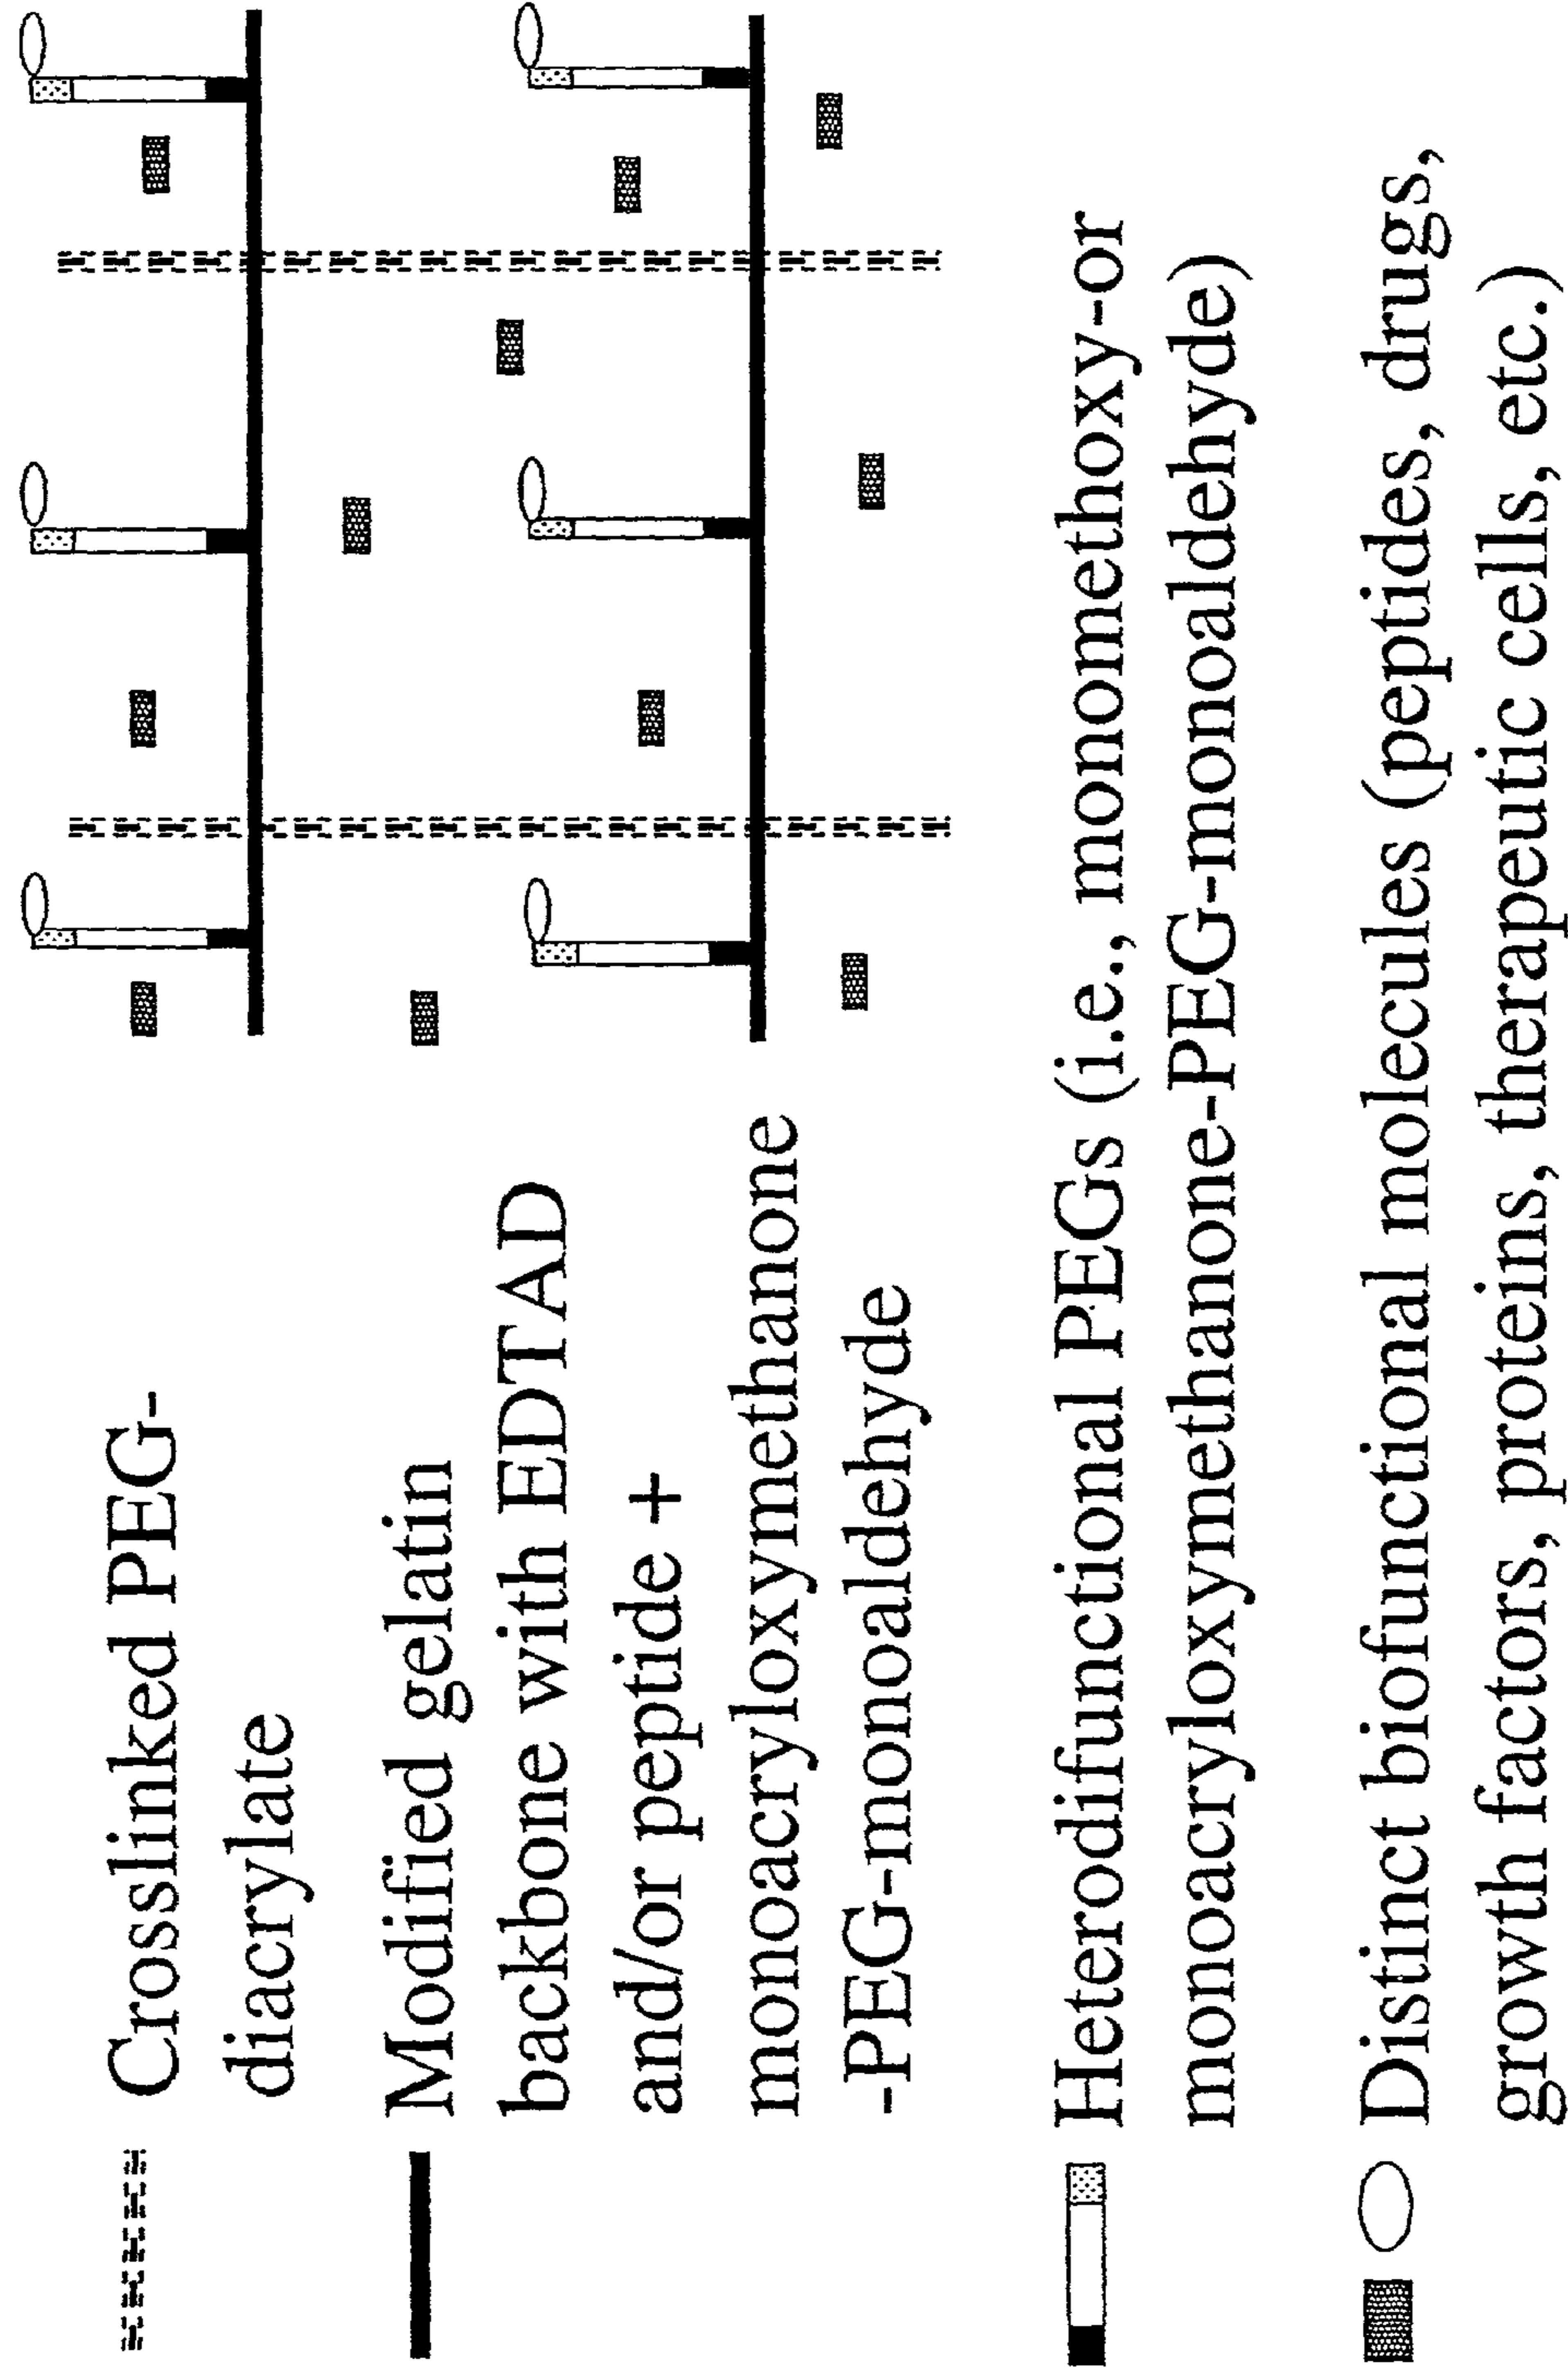 Crosslinked PEG-
diacrylate
Modified gelatin
backbone with EDTAD
and/or peptide +
monoacryloxymethanone
-PEG-monoaldehyde
Heterodifunctional PEGs (i.e., monomethoxy-or
monoacryloxymethanone-PEG-monoaldehyde)
Distinct biofunctional molecules (peptides, drugs,
growth factors, proteins, therapeutic cells, etc.)